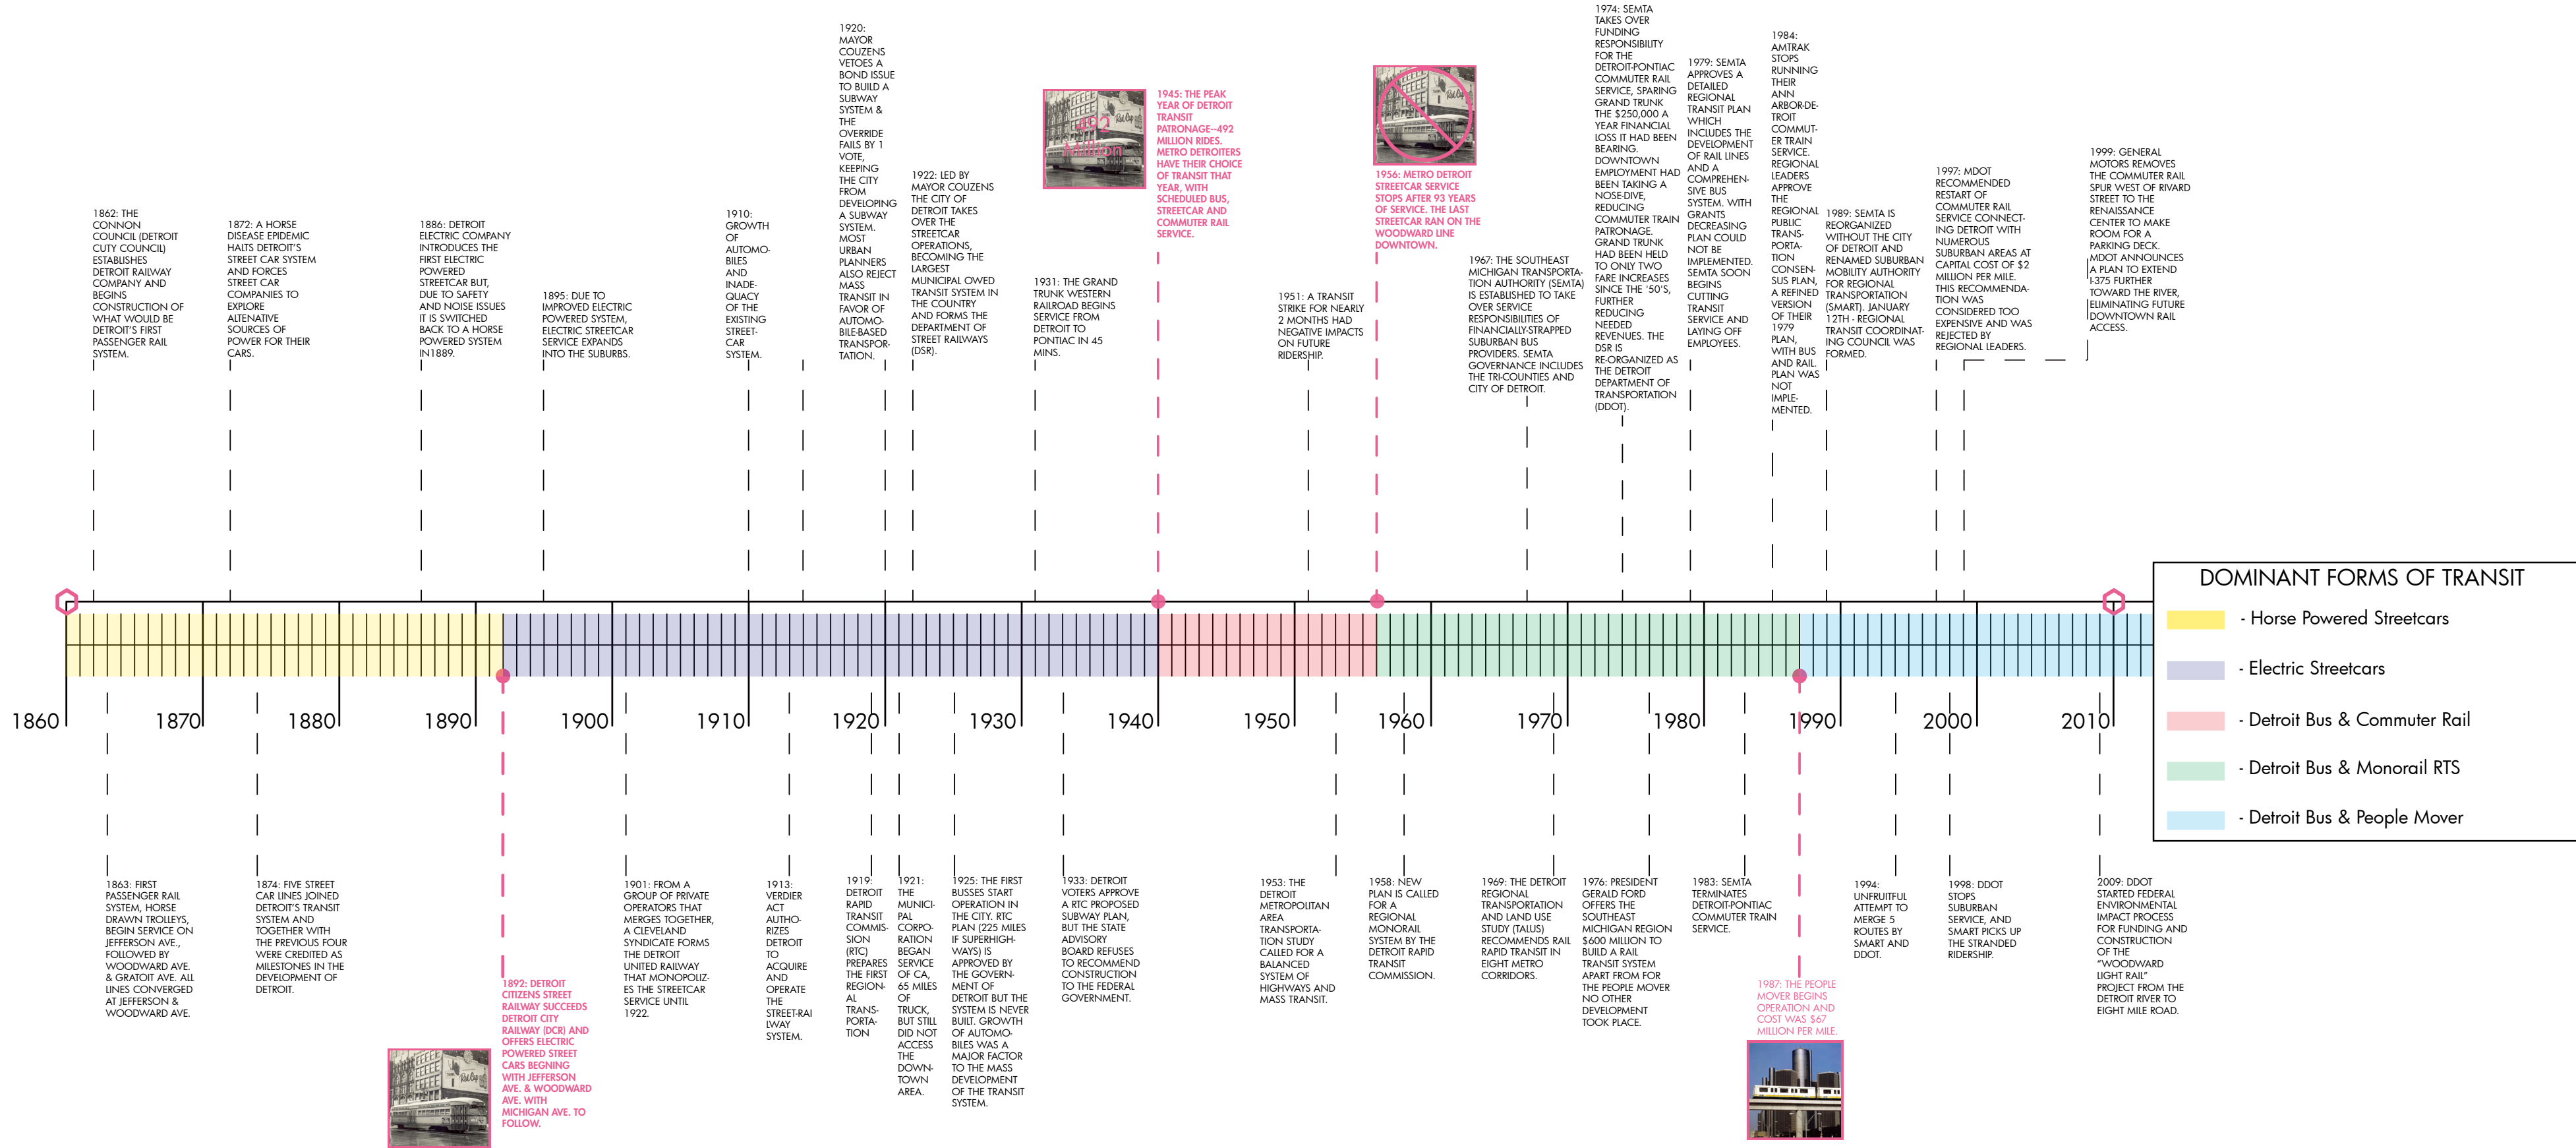 1862: THE
CONNON
COUNCIL (DETROIT
CUTY COUNCIL)
ESTABLISHES
DETROIT RAILWAY
COMPANY AND
BEGINS
CONSTRUCTION OF
WHAT WOULD BE
DETROIT'S FIRST
PASSENGER RAIL
SYSTEM.
1872: A HORSE
DISEASE EPIDEMIC
HALTS DETROIT'S
STREET CAR SYSTEM
AND FORCES
STREET CAR
COMPANIES TO
EXPLORE
ALTENATIVE
SOURCES OF
POWER FOR THEIR
CARS.
1886: DETROIT
ELECTRIC COMPANY
INTRODUCES THE
FIRST ELECTRIC
POWERED
STREETCAR BUT,
DUE TO SAFETY
AND NOISE ISSUES
IT IS SWITCHED
BACK TO A HORSE
POWERED SYSTEM
IN1889.
1895: DUE TO
IMPROVED ELECTRIC
POWERED SYSTEM,
ELECTRIC STREETCAR
SERVICE EXPANDS
INTO THE SUBURBS.
1910:
GROWTH
OF
AUTOMO-
BILES
AND
INADE-
QUACY
OF THE
EXISTING
STREET-
CAR
SYSTEM.
1920:
MAYOR
COUZENS
VETOES A
BOND ISSUE
TO BUILD A
SUBWAY
SYSTEM &
THE
OVERRIDE
FAILS BY 1
VOTE,
KEEPING
THE CITY
FROM
DEVELOPING
A SUBWAY
SYSTEM.
MOST
URBAN
PLANNERS
ALSO REJECT
MASS
TRANSIT IN
FAVOR OF
AUTOMO-
BILE-BASED
TRANSPOR-
TATION.
1922: LED BY
MAYOR COUZENS
THE CITY OF
DETROIT TAKES
OVER THE
STREETCAR
OPERATIONS,
BECOMING THE
LARGEST
MUNICIPAL OWED
TRANSIT SYSTEM IN
THE COUNTRY
AND FORMS THE
DEPARTMENT OF
STREET RAILWAYS
(DSR).
1931: THE GRAND
TRUNK WESTERN
RAILROAD BEGINS
SERVICE FROM
DETROIT TO
PONTIAC IN 45
MINS.
492
Million
1945: THE PEAK
YEAR OF DETROIT
TRANSIT
PATRONAGE--492
MILLION RIDES.
METRO DETROITERS
HAVE THEIR CHOICE
OF TRANSIT THAT
YEAR, WITH
SCHEDULED BUS,
STREETCAR AND
COMMUTER RAIL
SERVICE.
1951: A TRANSIT
STRIKE FOR NEARLY
2 MONTHS HAD
NEGATIVE IMPACTS
ON FUTURE
RIDERSHIP.
1956: METRO DETROIT
STREETCAR SERVICE
STOPS AFTER 93 YEARS
OF SERVICE. THE LAST
STREETCAR RAN ON THE
WOODWARD LINE
DOWNTOWN.
1967: THE SOUTHEAST
MICHIGAN TRANSPORTA-
TION AUTHORITY (SEMTA)
IS ESTABLISHED TO TAKE
OVER SERVICE
RESPONSIBILITIES OF
FINANCIALLY-STRAPPED
SUBURBAN BUS
PROVIDERS. SEMTA
GOVERNANCE INCLUDES
THE TRI-COUNTIES AND
CITY OF DETROIT.
1974: SEMTA
TAKES OVER
FUNDING
RESPONSIBILITY
FOR THE
DETROIT-PONTIAC
COMMUTER RAIL
SERVICE, SPARING
GRAND TRUNK
THE $250,000 A
YEAR FINANCIAL
LOSS IT HAD BEEN
BEARING.
DOWNTOWN
EMPLOYMENT HAD
BEEN TAKING A
NOSE-DIVE,
REDUCING
COMMUTER TRAIN
PATRONAGE.
GRAND TRUNK
HAD BEEN HELD
TO ONLY TWO
FARE INCREASES
SINCE THE '50'S,
FURTHER
REDUCING
NEEDED
REVENUES. THE
DSR IS
RE-ORGANIZED AS
THE DETROIT
DEPARTMENT OF
TRANSPORTATION
(DDOT).
1979: SEMTA
APPROVES A
DETAILED
REGIONAL
TRANSIT PLAN
WHICH
INCLUDES THE
DEVELOPMENT
OF RAIL LINES
AND A
COMPREHEN-
SIVE BUS
SYSTEM. WITH
GRANTS
DECREASING
PLAN COULD
NOT BE
IMPLEMENTED.
SEMTA SOON
BEGINS
CUTTING
TRANSIT
SERVICE AND
LAYING OFF
EMPLOYEES.
1984:
AMTRAK
STOPS
RUNNING
THEIR
ANN
ARBOR-DE-
TROIT
COMMUT-
ER TRAIN
SERVICE.
REGIONAL
LEADERS
APPROVE
THE
REGIONAL
PUBLIC
TRANS-
PORTA-
TION
CONSEN-
SUS PLAN,
A REFINED
VERSION
OF THEIR
1979
PLAN,
WITH BUS
AND RAIL.
PLAN WAS
NOT
IMPLE-
MENTED.
1989: SEMTA IS
REORGANIZED
WITHOUT THE CITY
OF DETROIT AND
RENAMED SUBURBAN
MOBILITY AUTHORITY
FOR REGIONAL
TRANSPORTATION
(SMART). JANUARY
12TH - REGIONAL
TRANSIT COORDINAT-
ING COUNCIL WAS
FORMED.
1997: MDOT
RECOMMENDED
RESTART OF
COMMUTER RAIL
SERVICE CONNECT-
ING DETROIT WITH
NUMEROUS
SUBURBAN AREAS AT
CAPITAL COST OF $2
MILLION PER MILE.
THIS RECOMMENDA-
TION WAS
CONSIDERED TOO
EXPENSIVE AND WAS
REJECTED BY
REGIONAL LEADERS.
1999: GENERAL
MOTORS REMOVES
THE COMMUTER RAIL
SPUR WEST OF RIVARD
STREET TO THE
RENAISSANCE
CENTER TO MAKE
ROOM FOR A
PARKING DECK.
MDOT ANNOUNCES
A PLAN TO EXTEND
I-375 FURTHER
TOWARD THE RIVER,
ELIMINATING FUTURE
DOWNTOWN RAIL
ACCESS.
DOMINANT FORMS OF TRANSIT
- Horse Powered Streetcars
- Electric Streetcars
- Detroit Bus & Commuter Rail
- Detroit Bus & Monorail RTS
- Detroit Bus & People Mover
1860 1870 1880 1890 1900 1910 1920 1930 1940 1950 1960 1970 1980 1990 2000 2010
1863: FIRST
PASSENGER RAIL
SYSTEM, HORSE
DRAWN TROLLEYS,
BEGIN SERVICE ON
JEFFERSON AVE.,
FOLLOWED BY
WOODWARD AVE.
& GRATOIT AVE. ALL
LINES CONVERGED
AT JEFFERSON &
WOODWARD AVE.
1874: FIVE STREET
CAR LINES JOINED
DETROIT'S TRANSIT
SYSTEM AND
TOGETHER WITH
THE PREVIOUS FOUR
WERE CREDITED AS
MILESTONES IN THE
DEVELOPMENT OF
DETROIT.
1892: DETROIT
CITIZENS STREET
RAILWAY SUCCEEDS
DETROIT CITY
RAILWAY (DCR) AND
OFFERS ELECTRIC
POWERED STREET
CARS BEGNING
WITH JEFFERSON
AVE. & WOODWARD
AVE. WITH
MICHIGAN AVE. TO
FOLLOW.
1901: FROM A
GROUP OF PRIVATE
OPERATORS THAT
MERGES TOGETHER,
A CLEVELAND
SYNDICATE FORMS
THE DETROIT
UNITED RAILWAY
THAT MONOPOLIZ-
ES THE STREETCAR
SERVICE UNTIL
1922.
1913:
VERDIER
ACT
AUTHO-
RIZES
DETROIT
TO
ACQUIRE
AND
OPERATE
THE
STREET-RAI
LWAY
SYSTEM.
1919:
DETROIT
RAPID
TRANSIT
COMMIS-
SION
(RTC)
PREPARES
THE FIRST
REGION-
AL
TRANS-
PORTA-
TION
1921:
THE
MUNICI-
PAL
CORPO-
RATION
BEGAN
SERVICE
OF CA,
65 MILES
OF
TRUCK,
BUT STILL
DID NOT
ACCESS
THE
DOWN-
TOWN
AREA.
1925: THE FIRST
BUSSES START
OPERATION IN
THE CITY. RTC
PLAN (225 MILES
IF SUPERHIGH-
WAYS) IS
APPROVED BY
THE GOVERN-
MENT OF
DETROIT BUT THE
SYSTEM IS NEVER
BUILT. GROWTH
OF AUTOMO-
BILES WAS A
MAJOR FACTOR
TO THE MASS
DEVELOPMENT
OF THE TRANSIT
SYSTEM.
1933: DETROIT
VOTERS APPROVE
A RTC PROPOSED
SUBWAY PLAN,
BUT THE STATE
ADVISORY
BOARD REFUSES
TO RECOMMEND
CONSTRUCTION
TO THE FEDERAL
GOVERNMENT.
1953: THE
DETROIT
METROPOLITAN
AREA
TRANSPORTA-
TION STUDY
CALLED FOR A
BALANCED
SYSTEM OF
HIGHWAYS AND
MASS TRANSIT.
1958: NEW
PLAN IS CALLED
FOR A
REGIONAL
MONORAIL
SYSTEM BY THE
DETROIT RAPID
TRANSIT
COMMISSION.
1969: THE DETROIT
REGIONAL
TRANSPORTATION
AND LAND USE
STUDY (TALUS)
RECOMMENDS RAIL
RAPID TRANSIT IN
EIGHT METRO
CORRIDORS.
1976: PRESIDENT
GERALD FORD
OFFERS THE
SOUTHEAST
MICHIGAN REGION
$600 MILLION TO
BUILD A RAIL
TRANSIT SYSTEM
APART FROM FOR
THE PEOPLE MOVER
NO OTHER
DEVELOPMENT
TOOK PLACE.
1983: SEMTA
TERMINATES
DETROIT-PONTIAC
COMMUTER TRAIN
SERVICE.
1987: THE PEOPLE
MOVER BEGINS
OPERATION AND
COST WAS $67
MILLION PER MILE.
1994:
UNFRUITFUL
ATTEMPT TO
MERGE 5
ROUTES BY
SMART AND
DDOT.
1998: DDOT
STOPS
SUBURBAN
SERVICE, AND
SMART PICKS UP
THE STRANDED
RIDERSHIP.
2009: DDOT
STARTED FEDERAL
ENVIRONMENTAL
IMPACT PROCESS
FOR FUNDING AND
CONSTRUCTION
OF THE
"WOODWARD
LIGHT RAIL"
PROJECT FROM THE
DETROIT RIVER TO
EIGHT MILE ROAD.